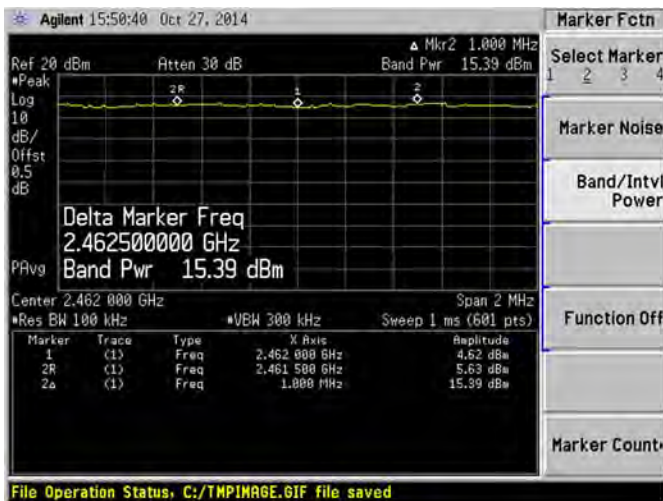 Agilent 15:50:40 Oct 27, 2014
Marker Fctn
Δ Mkr2 1.000 MHz
Ref 20 dBm Atten 30 dB Band Pwr 15.39 dBm
#Peak
Log
10
dB/
Offst
0.5
dB
2R
1
2
Delta Marker Freq
2.462500000 GHz
Band Pwr 15.39 dBm
PAvg
Center 2.462 000 GHz Span 2 MHz
#Res BW 100 kHz #VBW 300 kHz Sweep 1 ms (601 pts)
Marker Trace Type X Axis Amplitude
1 (1) Freq 2.462 000 GHz 4.62 dBm
2R (1) Freq 2.461 500 GHz 5.63 dBm
2Δ (1) Freq 1.000 MHz 15.39 dBm
Select Marker
1 2 3 4
Marker Noise
Band/Intvl
Power
Function Off
Marker Count
File Operation Status, C:/TMPIMAGE.GIF file saved